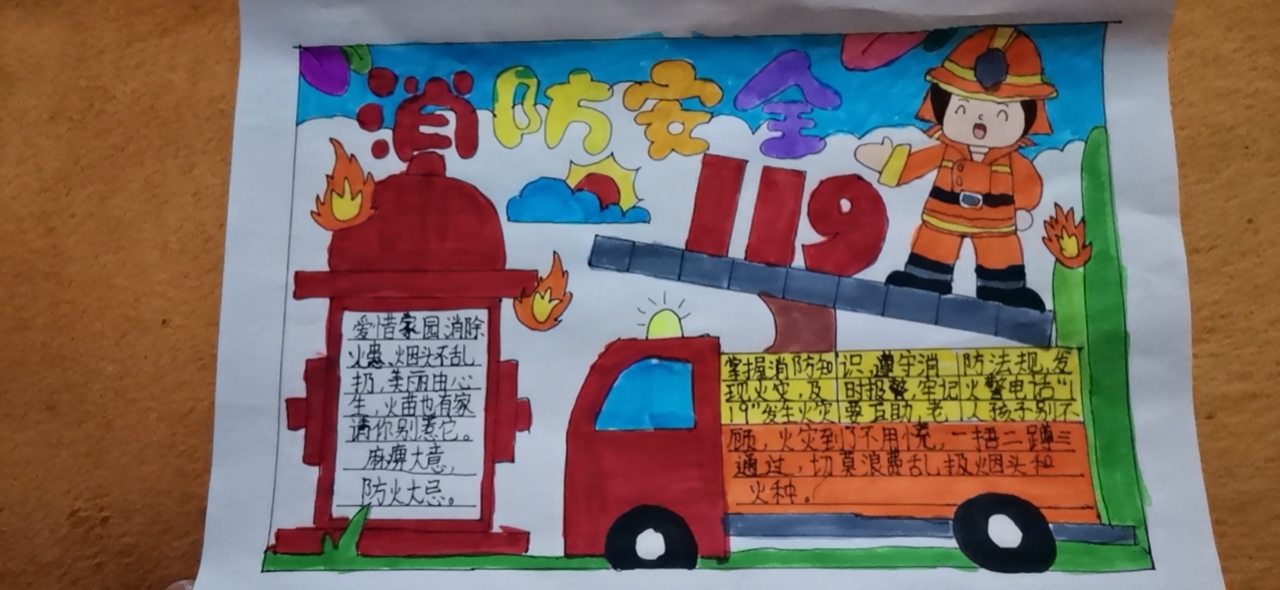 消防安全
119
爱惜家园消除
火患、烟头不乱
扔，美丽由心
生，火苗也有家
请你别惹它。
麻痹大意，
防火大忌。
掌握消防知识、遵守消防法规，发
现火灾，及时报警，牢记火警电话“1
19”发生火灾要互助，老人孩子别不
顾，火灾到了不用慌，一捂二蹲三
通过，切莫浪费乱扔烟头和
火种。